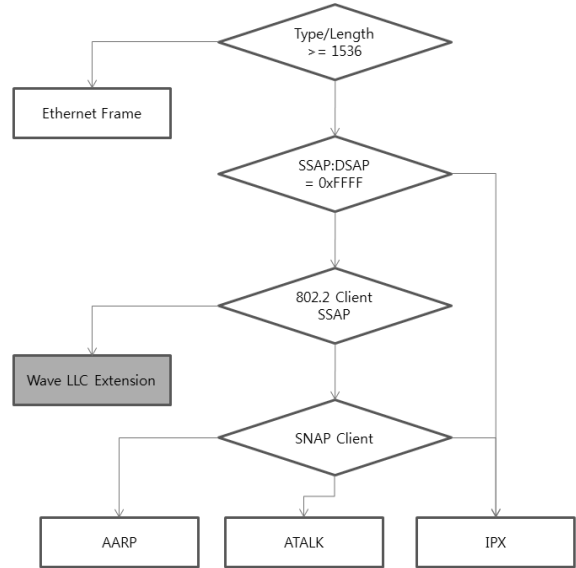 Type/Length
>= 1536
Ethernet Frame
SSAP:DSAP
= 0xFFFF
802.2 Client
SSAP
Wave LLC Extension
SNAP Client
AARP
ATALK
IPX